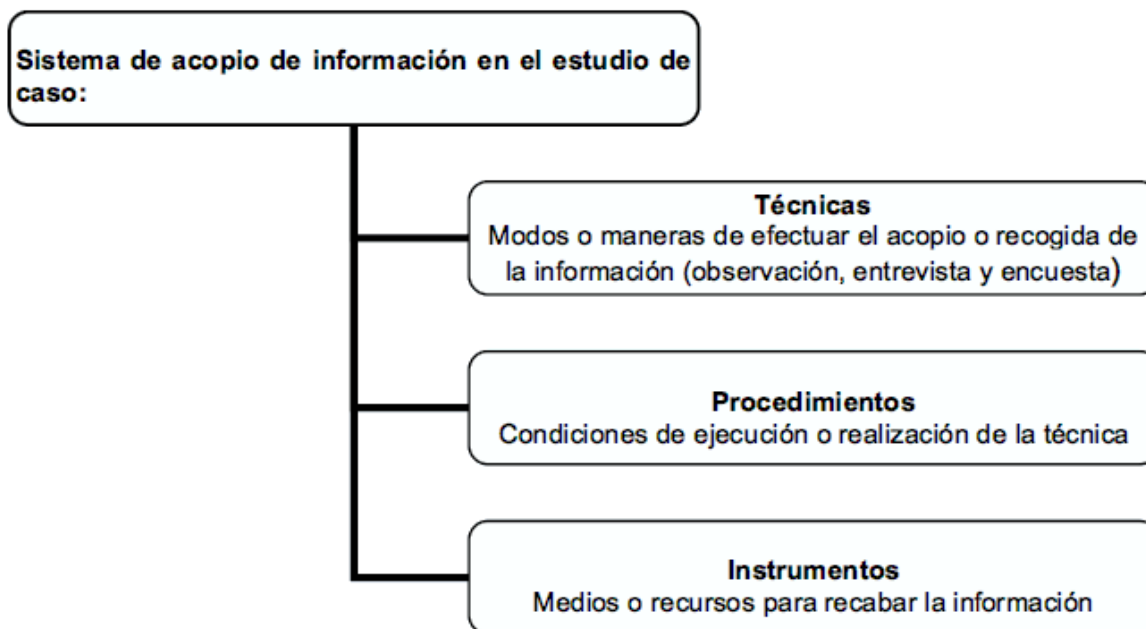 Sistema de acopio de información en el estudio de
caso:
Técnicas
Modos o maneras de efectuar el acopio o recogida de
la información (observación, entrevista y encuesta)
Procedimientos
Condiciones de ejecución o realización de la técnica
Instrumentos
Medios o recursos para recabar la información